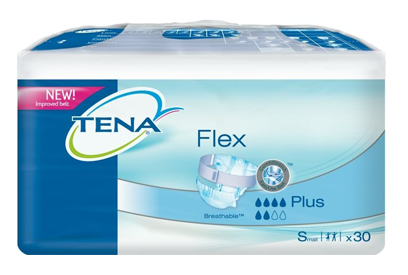 NEW!
Improved belt.
TENA
Flex
Breathable™
Plus
Small x30